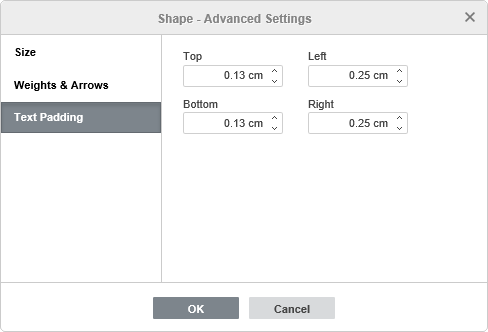 Shape - Advanced Settings
Size
Weights & Arrows
Text Padding
Top Left
0.13 cm 0.25 cm
Bottom Right
0.13 cm 0.25 cm
OK Cancel